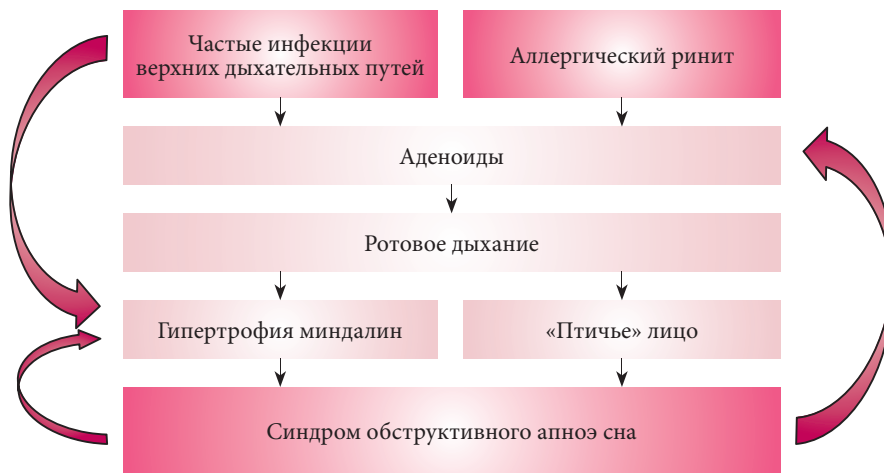 Частые инфекции
верхних дыхательных путей
Аллергический ринит
Аденоиды
Ротовое дыхание
Гипертрофия миндалин
«Птичье» лицо
Синдром обструктивного апноэ сна